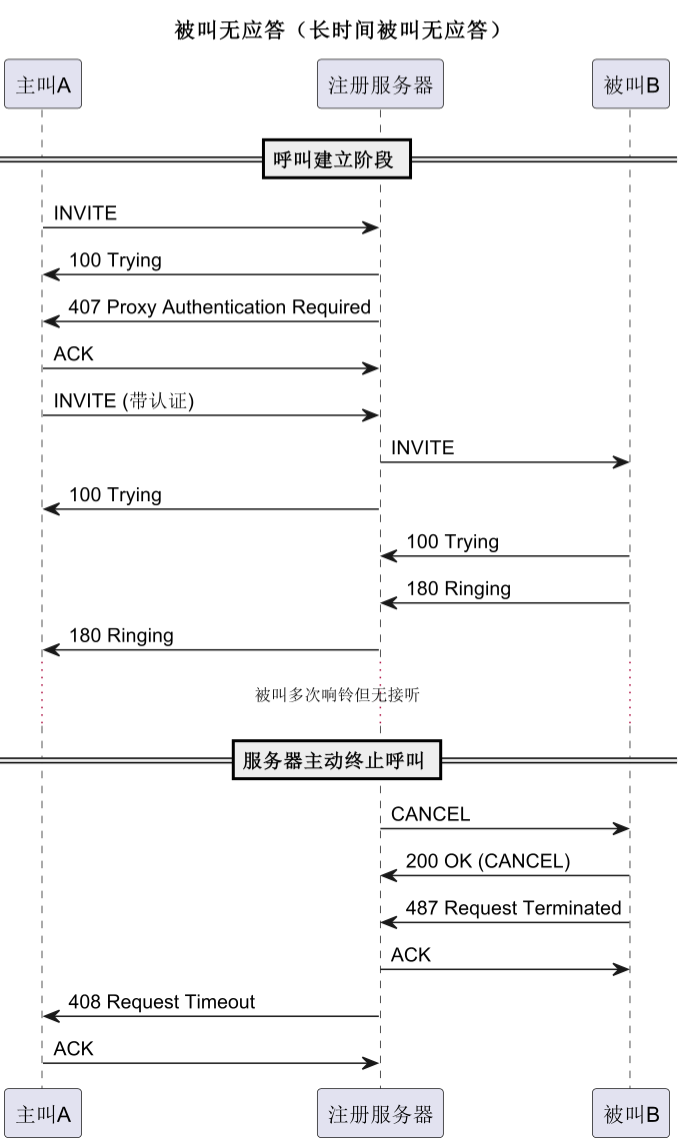 被叫无应答（长时间被叫无应答）
主叫A
注册服务器
被叫B
呼叫建立阶段
INVITE
100 Trying
407 Proxy Authentication Required
ACK
INVITE (带认证)
INVITE
100 Trying
100 Trying
180 Ringing
180 Ringing
被叫多次响铃但无接听
服务器主动终止呼叫
CANCEL
200 OK (CANCEL)
487 Request Terminated
ACK
408 Request Timeout
ACK
主叫A
注册服务器
被叫B